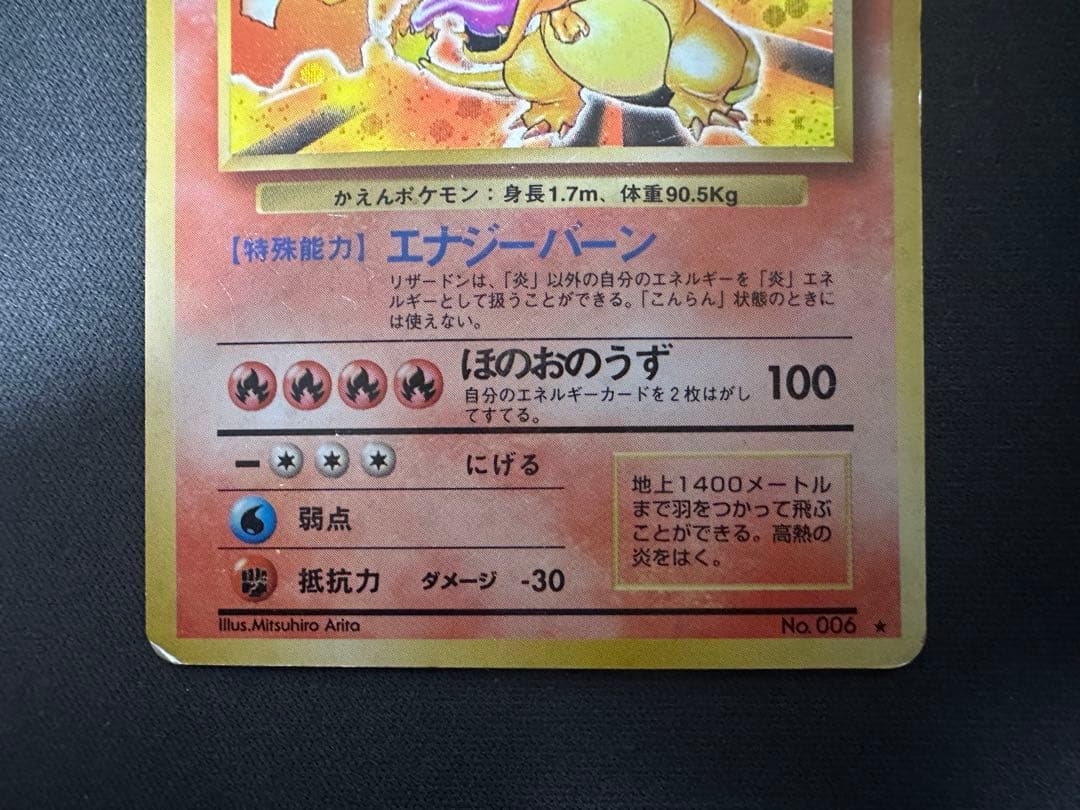 かえんポケモン：身長1.7m、体重90.5Kg
【特殊能力】 エナジーバーン
リザードンは、「炎」以外の自分のエネルギーを「炎」エネ
ルギーとして扱うことができる。「こんらん」状態のときに
は使えない。
ほのおのうず 100
自分のエネルギーカードを２枚はがし
てすてる。
にげる
弱点
抵抗力 ダメージ -30
地上1400メートル
まで羽をつかって飛ぶ
ことができる。高熱の
炎をはく。
Illus.Mitsuhiro Arita
No. 006 ★